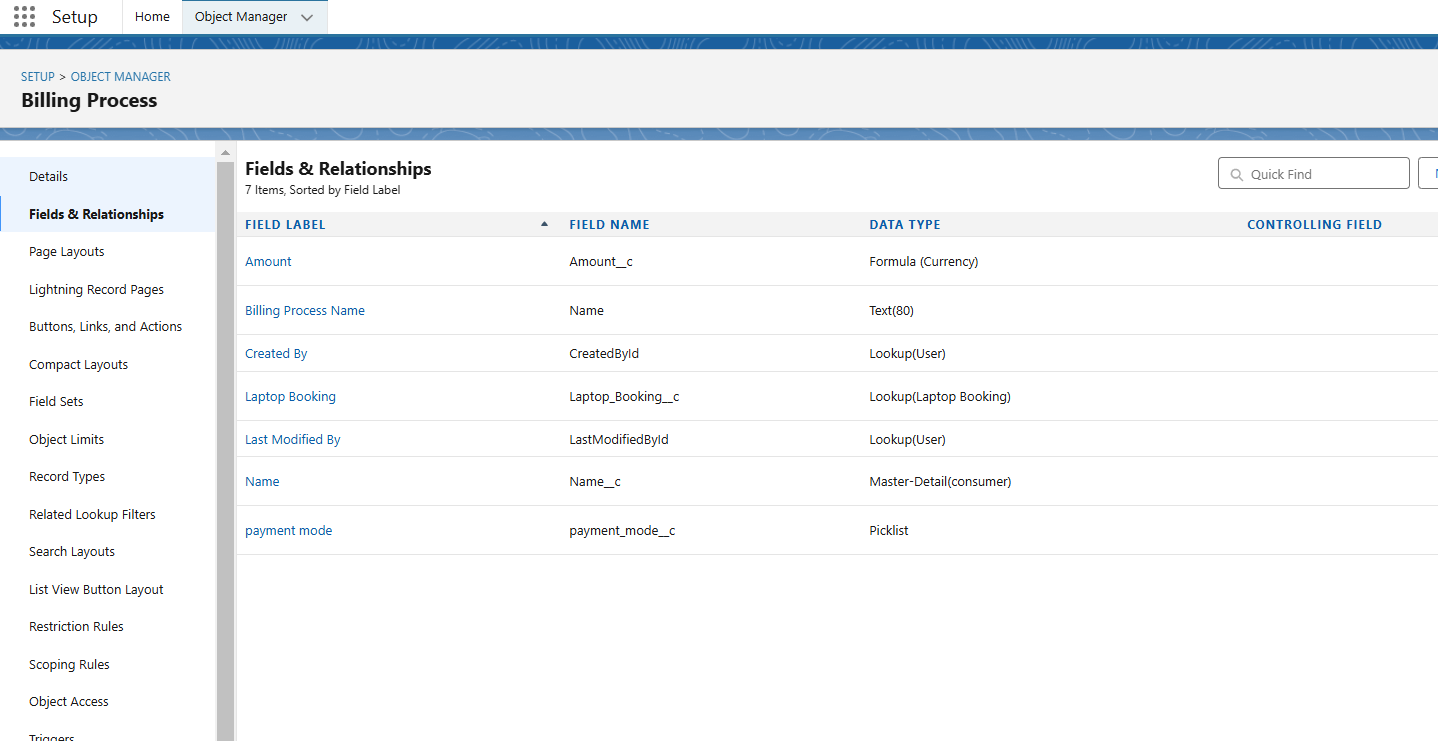 Setup Home Object Manager
SETUP > OBJECT MANAGER
Billing Process
Details
Fields & Relationships
Page Layouts
Lightning Record Pages
Buttons, Links, and Actions
Compact Layouts
Field Sets
Object Limits
Record Types
Related Lookup Filters
Search Layouts
List View Button Layout
Restriction Rules
Scoping Rules
Object Access
Triggers
Fields & Relationships
7 Items, Sorted by Field Label
Quick Find
FIELD LABEL FIELD NAME DATA TYPE CONTROLLING FIELD
Amount Amount__c Formula (Currency)
Billing Process Name Name Text(80)
Created By CreatedById Lookup(User)
Laptop Booking Laptop_Booking__c Lookup(Laptop Booking)
Last Modified By LastModifiedById Lookup(User)
Name Name__c Master-Detail(consumer)
payment mode payment_mode__c Picklist